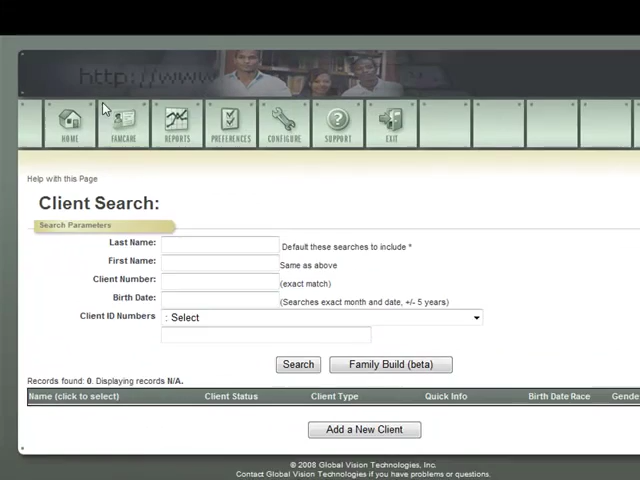 http://www
HOME FAMCARE REPORTS PREFERENCES CONFIGURE SUPPORT EXIT
Help with this Page
Client Search:
Search Parameters
Last Name: Default these searches to include *
First Name: Same as above
Client Number: (exact match)
Birth Date: (Searches exact month and date, +/- 5 years)
Client ID Numbers : Select
Search Family Build (beta)
Records found: 0. Displaying records N/A.
Name (click to select) Client Status Client Type Quick Info Birth Date Race Gende
Add a New Client
© 2008 Global Vision Technologies, Inc.
Contact Global Vision Technologies if you have problems or questions.